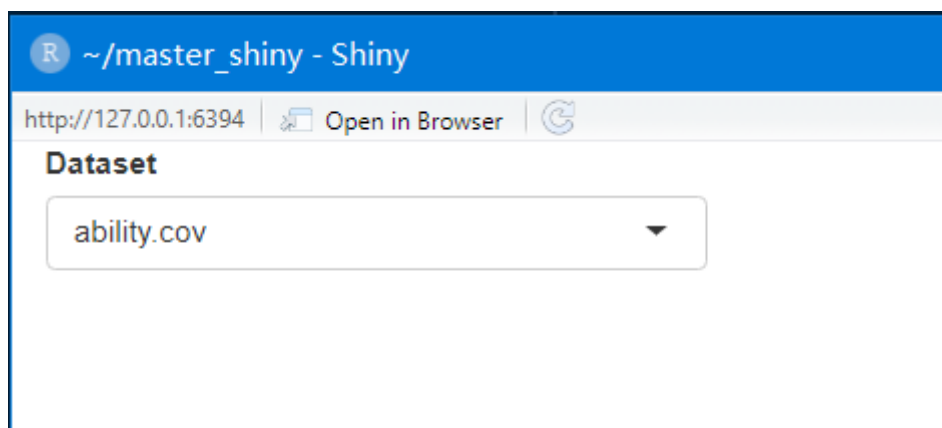 R ~/master_shiny - Shiny
http://127.0.0.1:6394 Open in Browser
Dataset
ability.cov